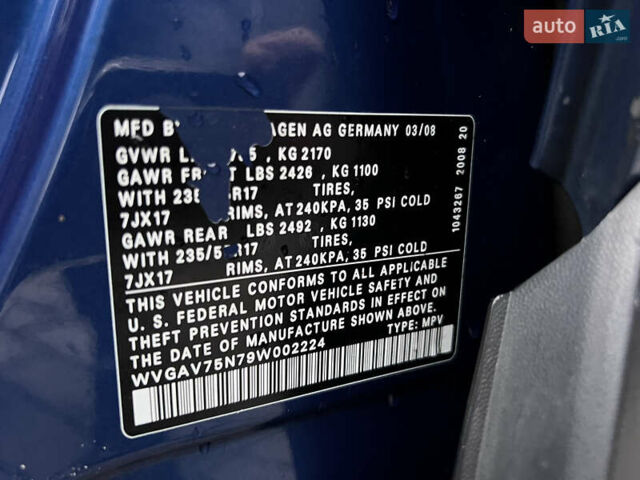 auto RIA .com
MFD B AGEN AG GERMANY 03/08
GVWR L 5 , KG 2170
GAWR FR T LBS 2426 , KG 1100
WITH 235 R17 TIRES,
7JX17 RIMS, AT 240KPA, 35 PSI COLD
GAWR REAR LBS 2492 , KG 1130
WITH 235/5 R17 TIRES,
7JX17 RIMS, AT 240KPA, 35 PSI COLD
THIS VEHICLE CONFORMS TO ALL APPLICABLE
U. S. FEDERAL MOTOR VEHICLE SAFETY AND
THEFT PREVENTION STANDARDS IN EFFECT ON
THE DATE OF MANUFACTURE SHOWN ABOVE.
WVGAV75N79W002224 TYPE: MPV
1043267 2008 20